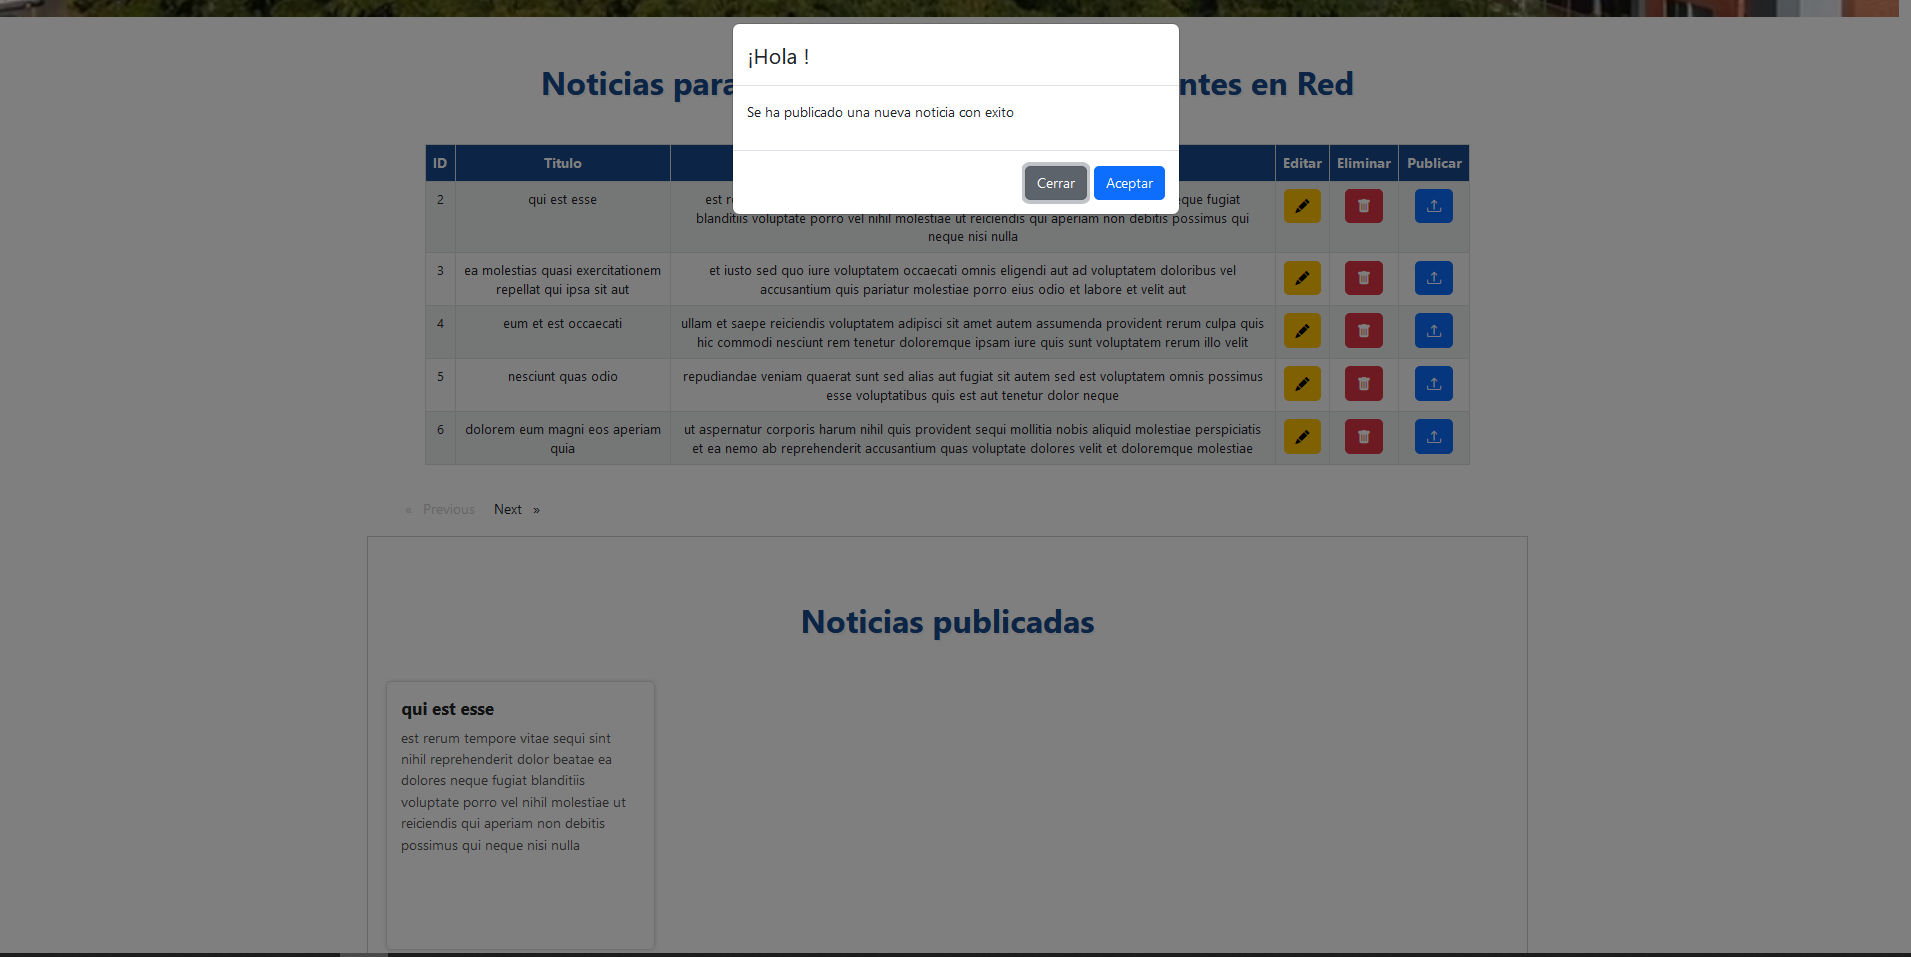 ¡Hola !
Se ha publicado una nueva noticia con exito
Cerrar Aceptar
Noticias para ntes en Red
ID Titulo Editar Eliminar Publicar
2 qui est esse est eque fugiat
blanditiis voluptate porro vel nihil molestiae ut reiciendis qui aperiam non debitis possimus qui
neque nisi nulla
3 ea molestias quasi exercitationem et iusto sed quo iure voluptatem occaecati omnis eligendi aut ad voluptatem doloribus vel
repellat qui ipsa sit aut accusantium quis pariatur molestiae porro eius odio et labore et velit aut
4 eum et est occaecati ullam et saepe reiciendis voluptatem adipisci sit amet autem assumenda provident rerum culpa quis
hic commodi nesciunt rem tenetur doloremque ipsam iure quis sunt voluptatem rerum illo velit
5 nesciunt quas odio repudiandae veniam quaerat sunt sed alias aut fugiat sit autem sed est voluptatem omnis possimus
esse voluptatibus quis est aut tenetur dolor neque
6 dolorem eum magni eos aperiam ut aspernatur corporis harum nihil quis provident sequi mollitia nobis aliquid molestiae perspiciatis
quia et ea nemo ab reprehenderit accusantium quas voluptate dolores velit et doloremque molestiae
« Previous Next »
Noticias publicadas
qui est esse
est rerum tempore vitae sequi sint
nihil reprehenderit dolor beatae ea
dolores neque fugiat blanditiis
voluptate porro vel nihil molestiae ut
reiciendis qui aperiam non debitis
possimus qui neque nisi nulla